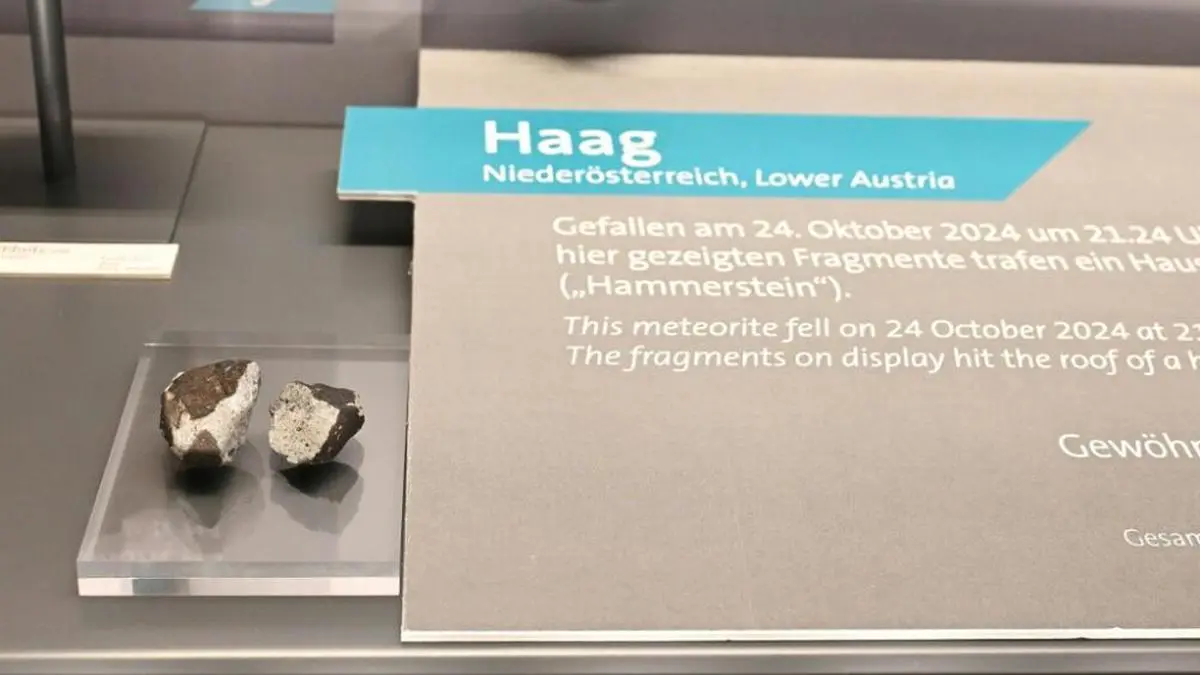 Haag
Niederösterreich, Lower Austria
Gefallen am 24. Oktober 2024 um 21.24
hier gezeigten Fragmente trafen ein Haus
(„Hammerstein“).
This meteorite fell on 24 October 2024 at
The fragments on display hit the roof of a